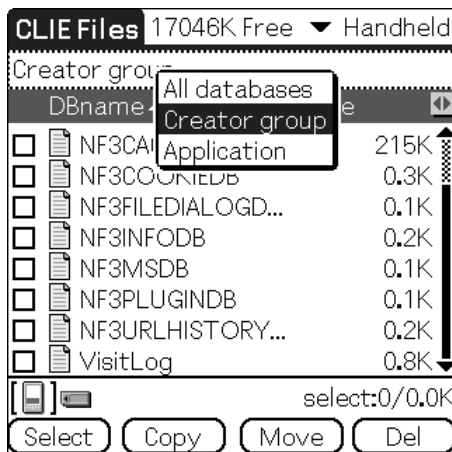 CLIE Files 17046K Free Handheld
Creator
All databases
Creator group
Application
DBname
215K
NF3COOKIEDB 0.3K
NF3FILEDIALOGD... 0.1K
NF3INFODB 0.2K
NF3MSDB 0.1K
NF3PLUGINDB 0.1K
NF3URLHISTORY... 0.2K
VisitLog 0.8K
select:0/0.0K
Select Copy Move Del